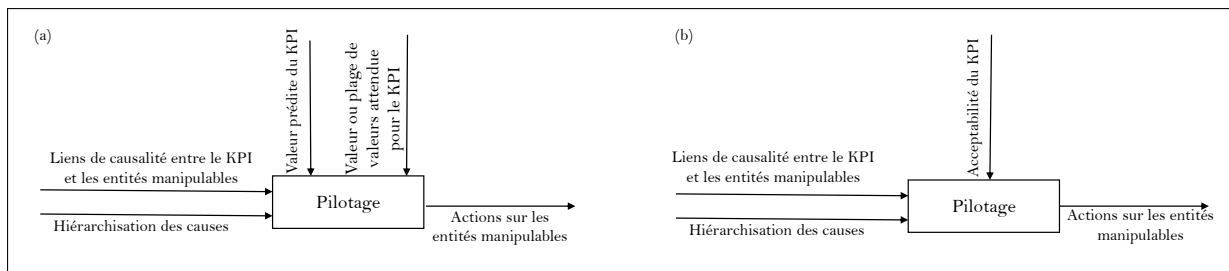 (a)
Valeur prédite du KPI
Valeur ou plage de
valeurs attendue
pour le KPI
Liens de causalité entre le KPI
et les entités manipulables
Pilotage
Hiérarchisation des causes
Actions sur les
entités manipulables
(b)
Acceptabilité du KPI
Liens de causalité entre le KPI
et les entités manipulables
Pilotage
Hiérarchisation des causes
Actions sur les entités
manipulables